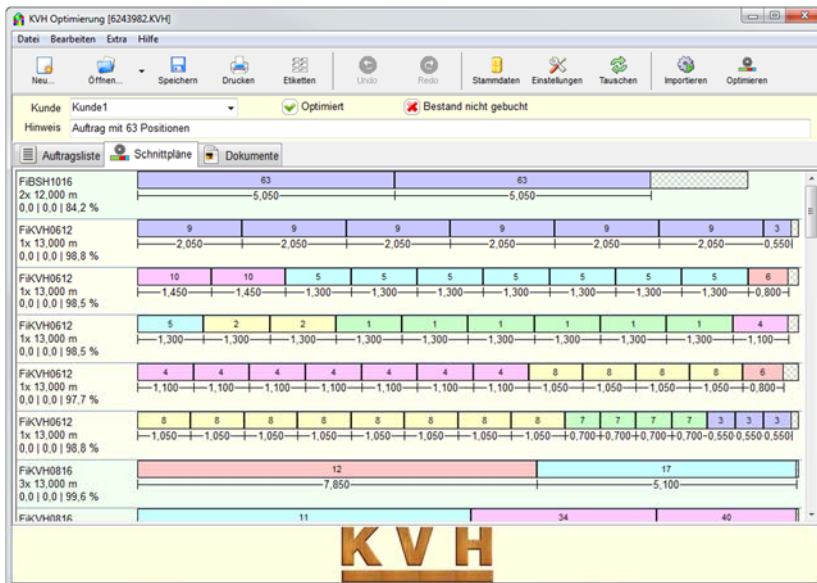 KVH Optimierung [6243982.KVH]
Datei Bearbeiten Extra Hilfe
Neu... Öffnen... Speichern Drucken Etiketten Undo Redo Stammdaten Einstellungen Tauschen Importieren Optimieren
Kunde Kunde1 Optimiert Bestand nicht gebucht
Hinweis Auftrag mit 63 Positionen
Auftragsliste Schnittpläne Dokumente
FiBSH1016 63 63
2x 12,000 m 5,050 5,050
0,0 | 0,0 | 84,2 %
FiKVH0612 9 9 9 9 9 9 3
1x 13,000 m 2,050 2,050 2,050 2,050 2,050 2,050 0,550
0,0 | 0,0 | 98,8 %
FiKVH0612 10 10 5 5 5 5 5 5 5 6
1x 13,000 m 1,450 1,450 1,300 1,300 1,300 1,300 1,300 1,300 1,300 0,800
0,0 | 0,0 | 98,5 %
FiKVH0612 5 2 2 1 1 1 1 1 1 4
1x 13,000 m 1,300 1,300 1,300 1,300 1,300 1,300 1,300 1,300 1,300 1,100
0,0 | 0,0 | 98,5 %
FiKVH0612 4 4 4 4 4 4 4 8 8 8 8 6
1x 13,000 m 1,100 1,100 1,100 1,100 1,100 1,100 1,100 1,050 1,050 1,050 1,050 0,800
0,0 | 0,0 | 97,7 %
FiKVH0612 8 8 8 8 8 8 8 8 7 7 7 7 3 3 3
1x 13,000 m 1,050 1,050 1,050 1,050 1,050 1,050 1,050 1,050 0,700 0,700 0,700 0,700 0,550 0,550 0,550
0,0 | 0,0 | 98,8 %
FiKVH0816 12 17
3x 13,000 m 7,850 5,100
0,0 | 0,0 | 99,6 %
FiKVH0816 11 34 40
KVH